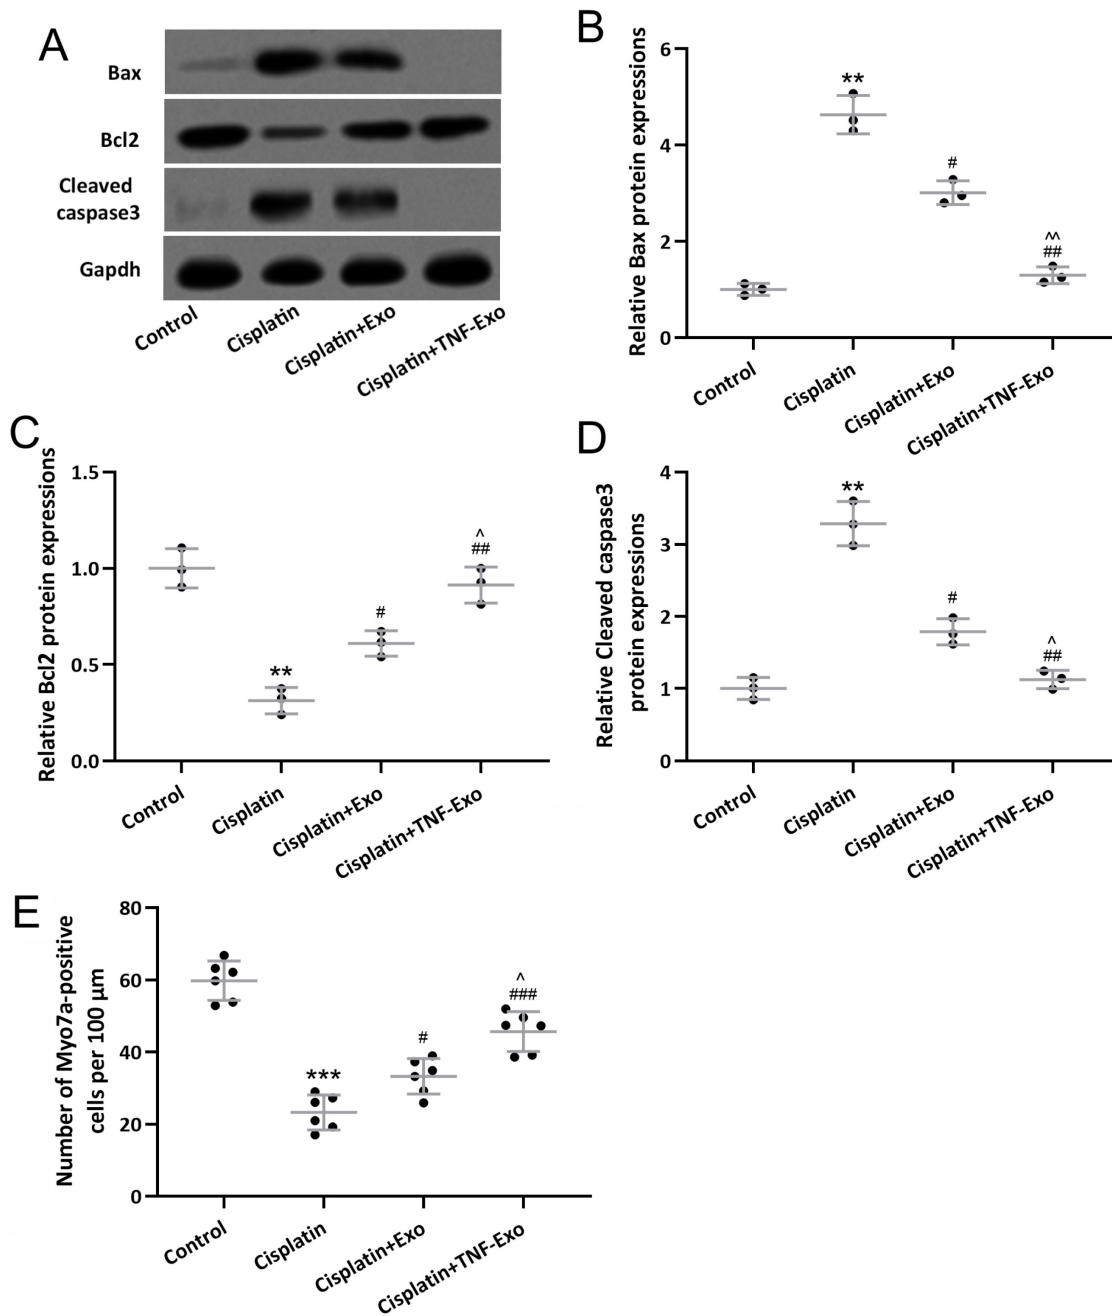 A
Bax
Bcl2
Cleaved
caspase3
Gapdh
Control
Cisplatin
Cisplatin+Exo
Cisplatin+TNF-Exo
B
Relative Bax protein expressions
6
4
2
0
**
#
^^
##
Control
Cisplatin
Cisplatin+Exo
Cisplatin+TNF-Exo
C
Relative Bcl2 protein expressions
1.5
1.0
0.5
0.0
**
#
^
##
Control
Cisplatin
Cisplatin+Exo
Cisplatin+TNF-Exo
D
Relative Cleaved caspase3
protein expressions
4
3
2
1
0
**
#
^
##
Control
Cisplatin
Cisplatin+Exo
Cisplatin+TNF-Exo
E
Number of Myo7a-positive
cells per 100 μm
80
60
40
20
0
***
#
^
###
Control
Cisplatin
Cisplatin+Exo
Cisplatin+TNF-Exo